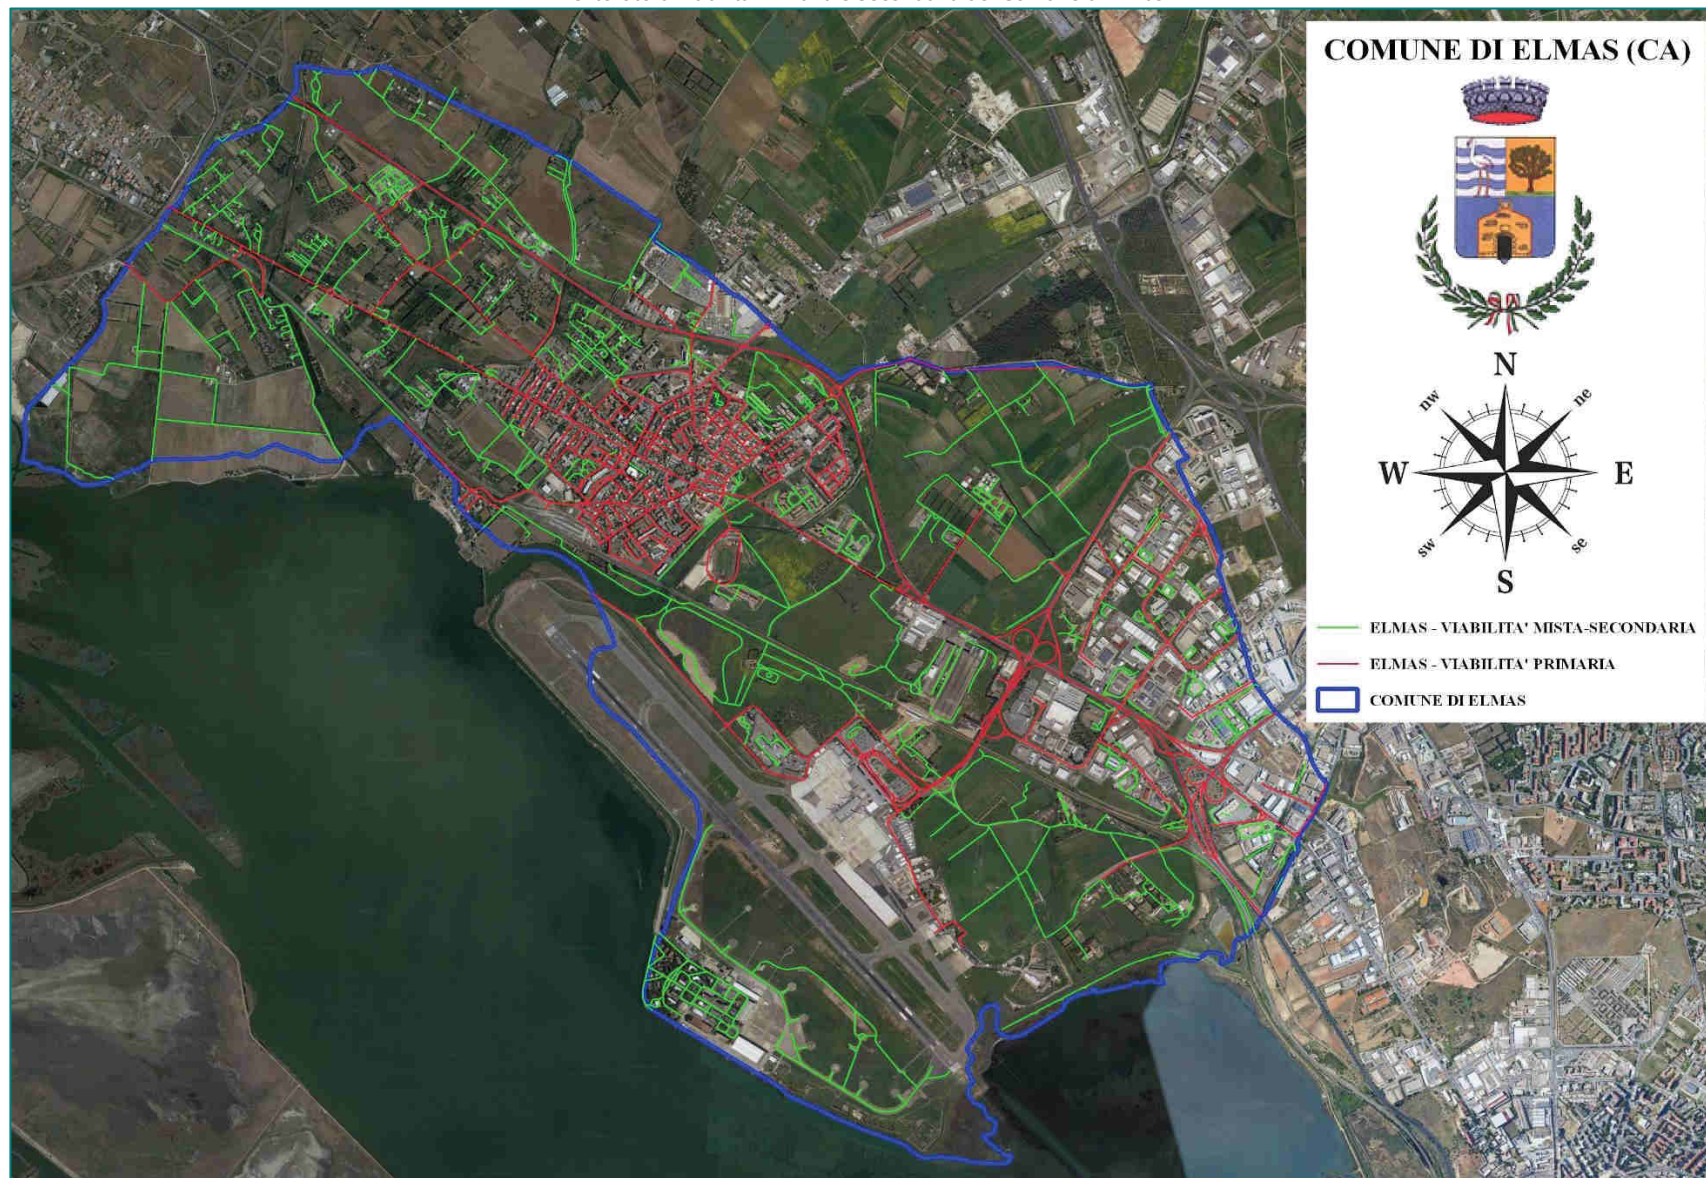 COMUNE DI ELMAS (CA)
N
nw
ne
W
E
sw
se
S
ELMAS - VIABILITA' MISTA-SECONDARIA
ELMAS - VIABILITA' PRIMARIA
COMUNE DI ELMAS